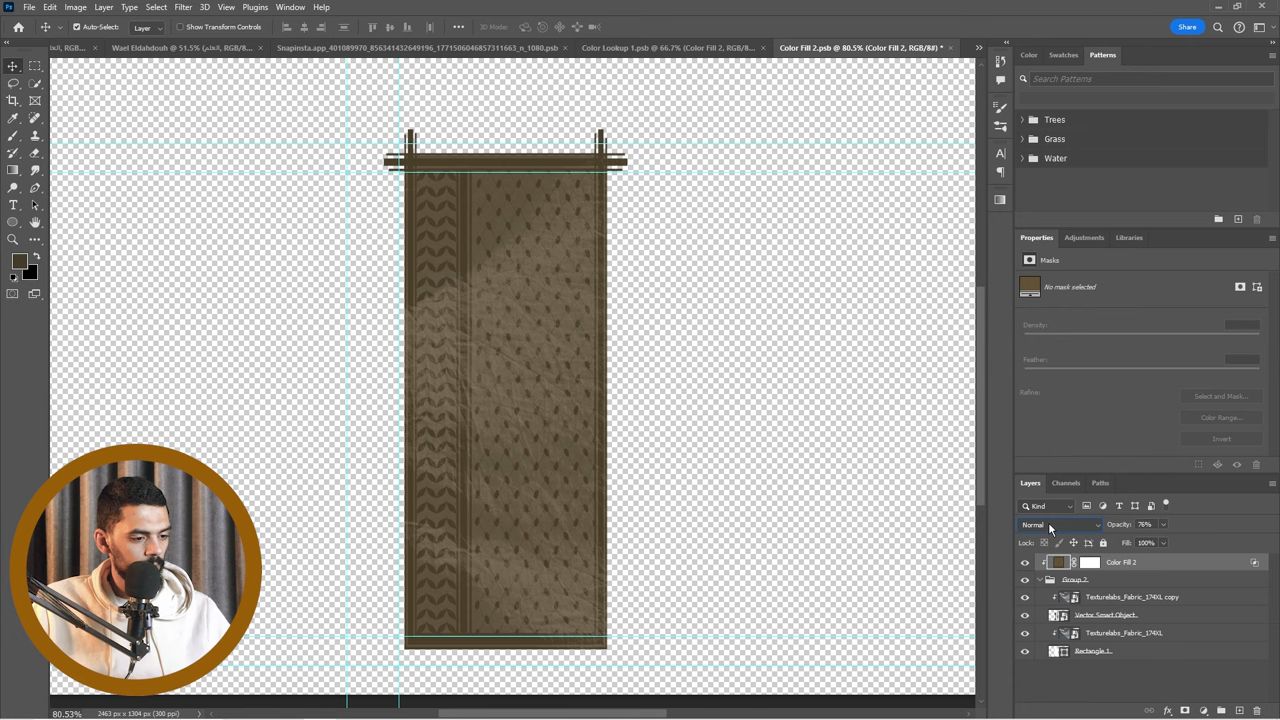 File Edit Image Layer Type Select Filter 3D View Plugins Window Help
Auto-Select: Layer Show Transform Controls ••• 3D Mode: Share
RGB/8#... × Wael Eldahdouh @ 51.5% RGB/8... × Snapinsta.app_401089970_856341432649196_1771506046857311663_n_1080.psb × Color Lookup 1.psb @ 66.7% (Color Fill 2, RGB/8... × Color Fill 2.psb @ 80.5% (Color Fill 2, RGB/8#) * ×
Color Swatches Patterns
Search Patterns
Trees
Grass
Water
Properties Adjustments Libraries
Masks
No mask selected
Density:
Feather:
Refine: Select and Mask...
Color Range...
Invert
Layers Channels Paths
Kind
Normal Opacity: 76%
Lock: Fill: 100%
Color Fill 2
Group 2
Texturelabs_Fabric_174XL copy
Vector Smart Object
Texturelabs_Fabric_174XL
Rectangle 1
80.53% 2463 px x 1304 px (300 ppi)